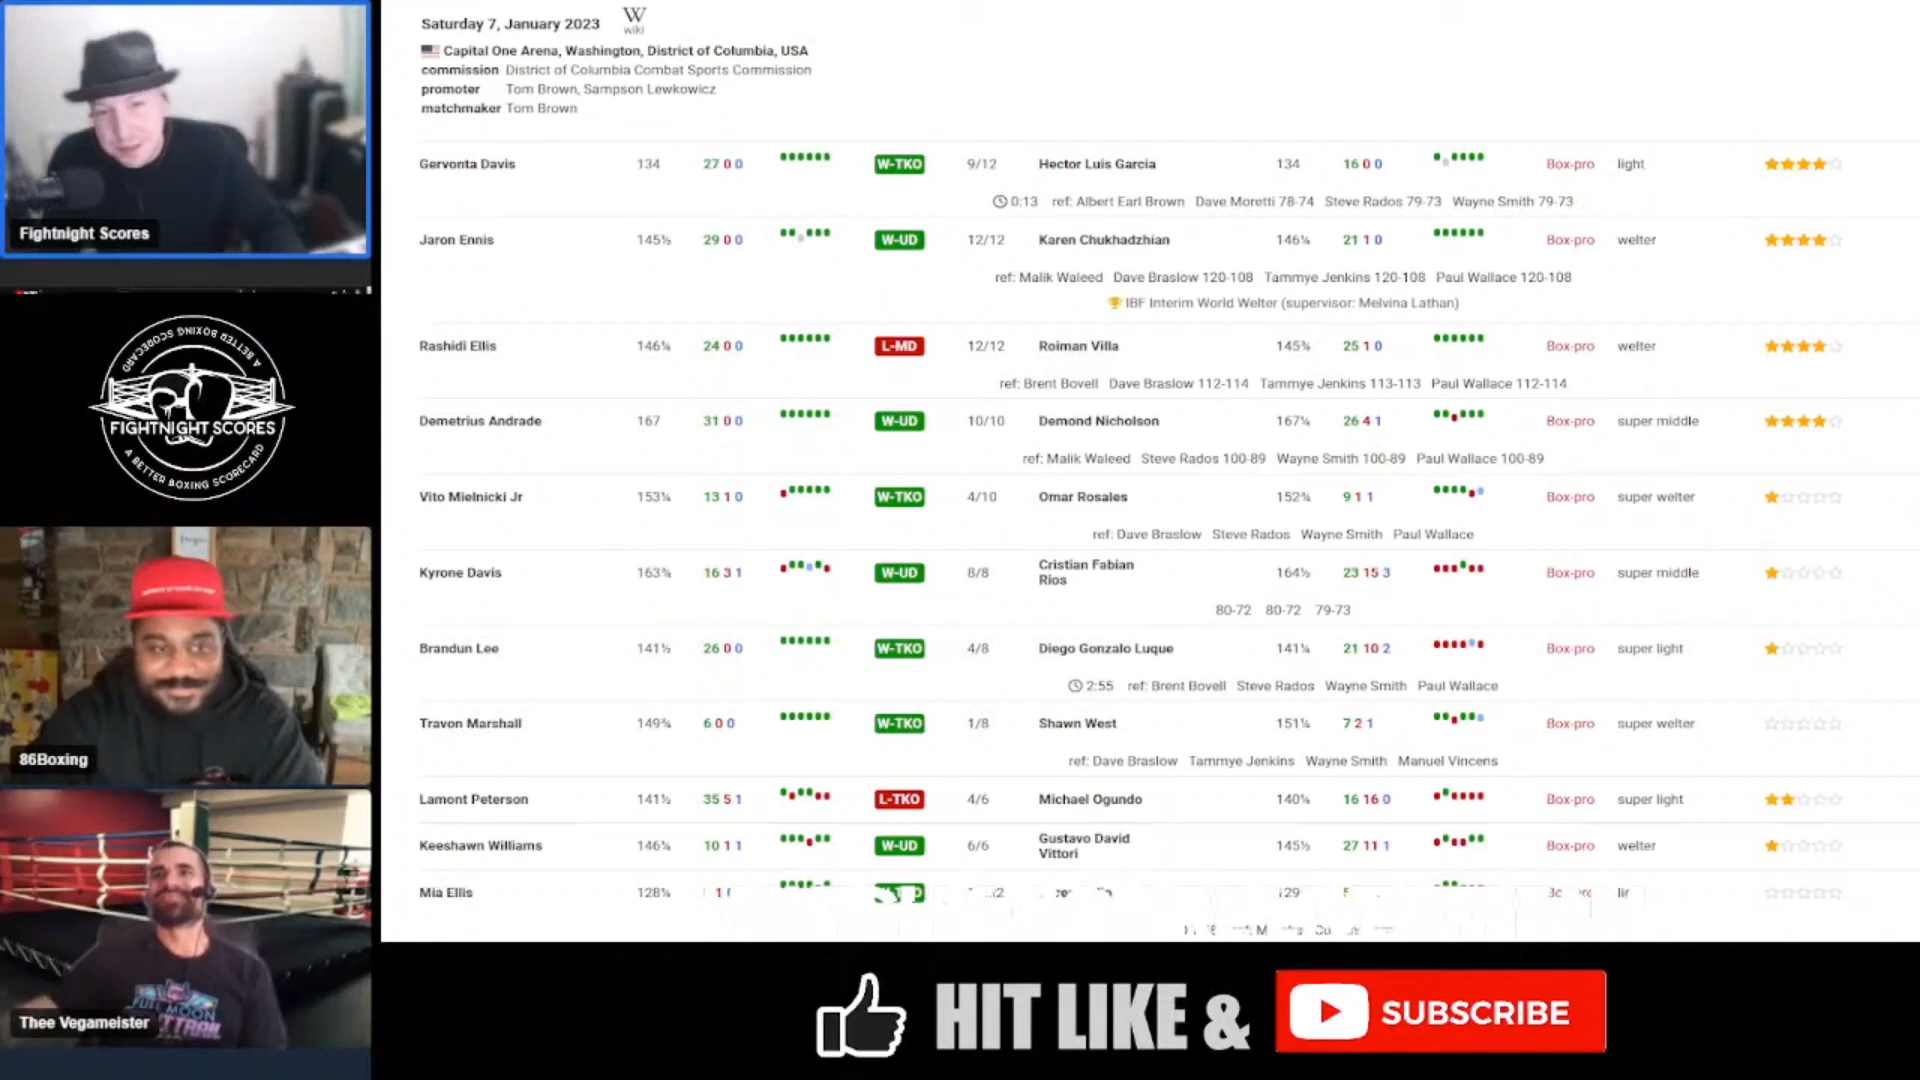 Saturday 7, January 2023
W
wiki
Capital One Arena, Washington, District of Columbia, USA
commission District of Columbia Combat Sports Commission
promoter Tom Brown, Sampson Lewkowicz
matchmaker Tom Brown
Gervonta Davis 134 27 0 0 W-TKO 9/12 Hector Luis Garcia 134 16 0 0 Box-pro light
0:13 ref: Albert Earl Brown Dave Moretti 78-74 Steve Rados 79-73 Wayne Smith 79-73
Jaron Ennis 145½ 29 0 0 W-UD 12/12 Karen Chukhadzhian 146¼ 21 1 0 Box-pro welter
ref: Malik Waleed Dave Braslow 120-108 Tammye Jenkins 120-108 Paul Wallace 120-108
IBF Interim World Welter (supervisor: Melvina Lathan)
Rashidi Ellis 146¼ 24 0 0 L-MD 12/12 Roiman Villa 145¾ 25 1 0 Box-pro welter
ref: Brent Bovell Dave Braslow 112-114 Tammye Jenkins 113-113 Paul Wallace 112-114
Demetrius Andrade 167 31 0 0 W-UD 10/10 Demond Nicholson 167¼ 26 4 1 Box-pro super middle
ref: Malik Waleed Steve Rados 100-89 Wayne Smith 100-89 Paul Wallace 100-89
Vito Mielnicki Jr 153¼ 13 1 0 W-TKO 4/10 Omar Rosales 152¾ 9 1 1 Box-pro super welter
ref: Dave Braslow Steve Rados Wayne Smith Paul Wallace
Kyrone Davis 163¾ 16 3 1 W-UD 8/8 Cristian Fabian Rios 164½ 23 15 3 Box-pro super middle
80-72 80-72 79-73
Brandun Lee 141½ 26 0 0 W-TKO 4/8 Diego Gonzalo Luque 141¼ 21 10 2 Box-pro super light
2:55 ref: Brent Bovell Steve Rados Wayne Smith Paul Wallace
Travon Marshall 149¾ 6 0 0 W-TKO 1/8 Shawn West 151¼ 7 2 1 Box-pro super welter
ref: Dave Braslow Tammye Jenkins Wayne Smith Manuel Vincens
Lamont Peterson 141½ 35 5 1 L-TKO 4/6 Michael Ogundo 140¼ 16 16 0 Box-pro super light
Keeshawn Williams 146¼ 10 1 1 W-UD 6/6 Gustavo David Vittori 145½ 27 11 1 Box-pro welter
Mia Ellis 128¼ 129
Fightnight Scores
A BETTER BOXING SCORECARD
FIGHTNIGHT SCORES
A BETTER BOXING SCORECARD
86Boxing
FULL MOON
Thee Vegameister
HIT LIKE & SUBSCRIBE